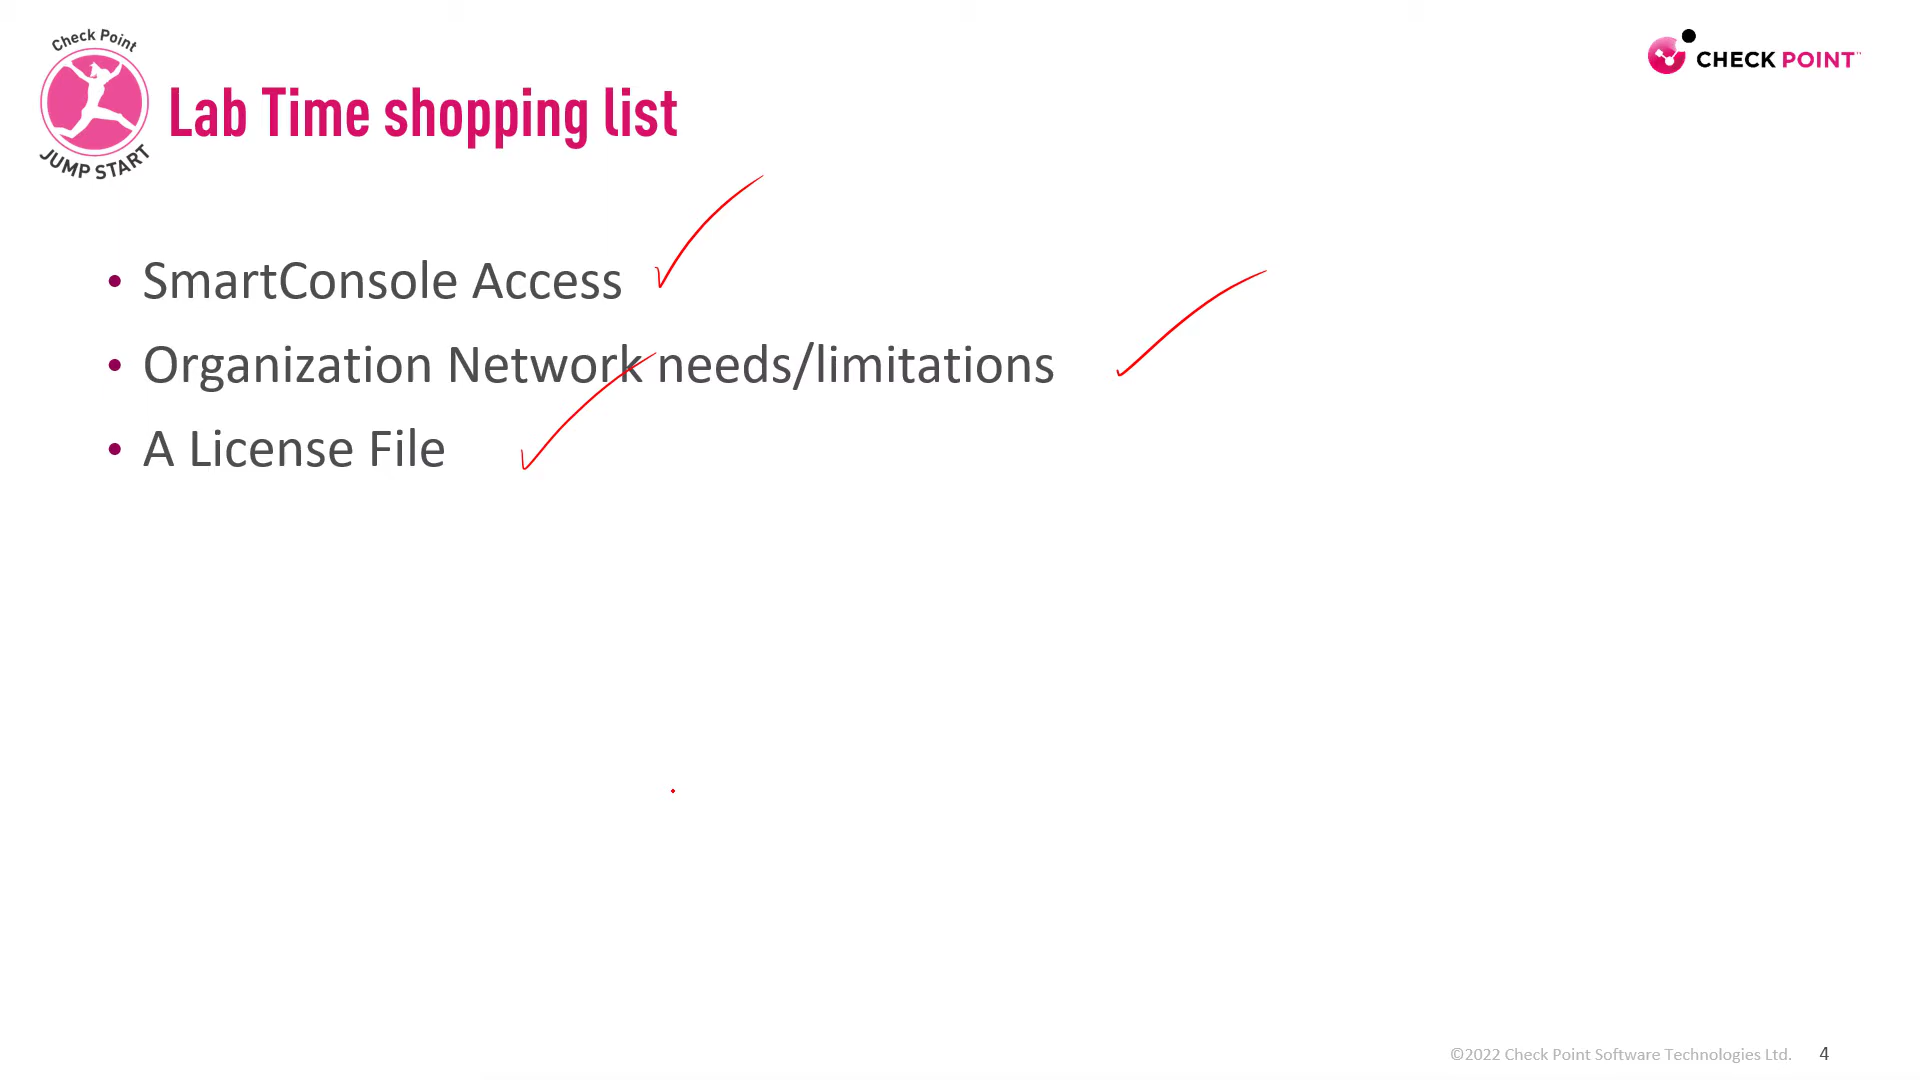 Check Point
JUMP START
Lab Time shopping list
CHECK POINT™
• SmartConsole Access
• Organization Network needs/limitations
• A License File
©2022 Check Point Software Technologies Ltd. 4